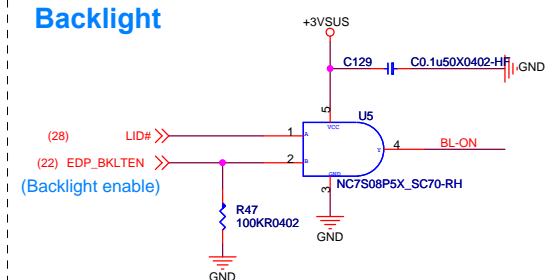 Backlight
+3VSUS
C129 C0.1u50X0402-HF
GND
5
U5
VCC
(28) LID# 1 A
4 BL-ON
Y
(22) EDP_BKLTEN 2 B
(Backlight enable)
GND
3
NC7S08P5X_SC70-RH
R47
100KR0402
GND
GND